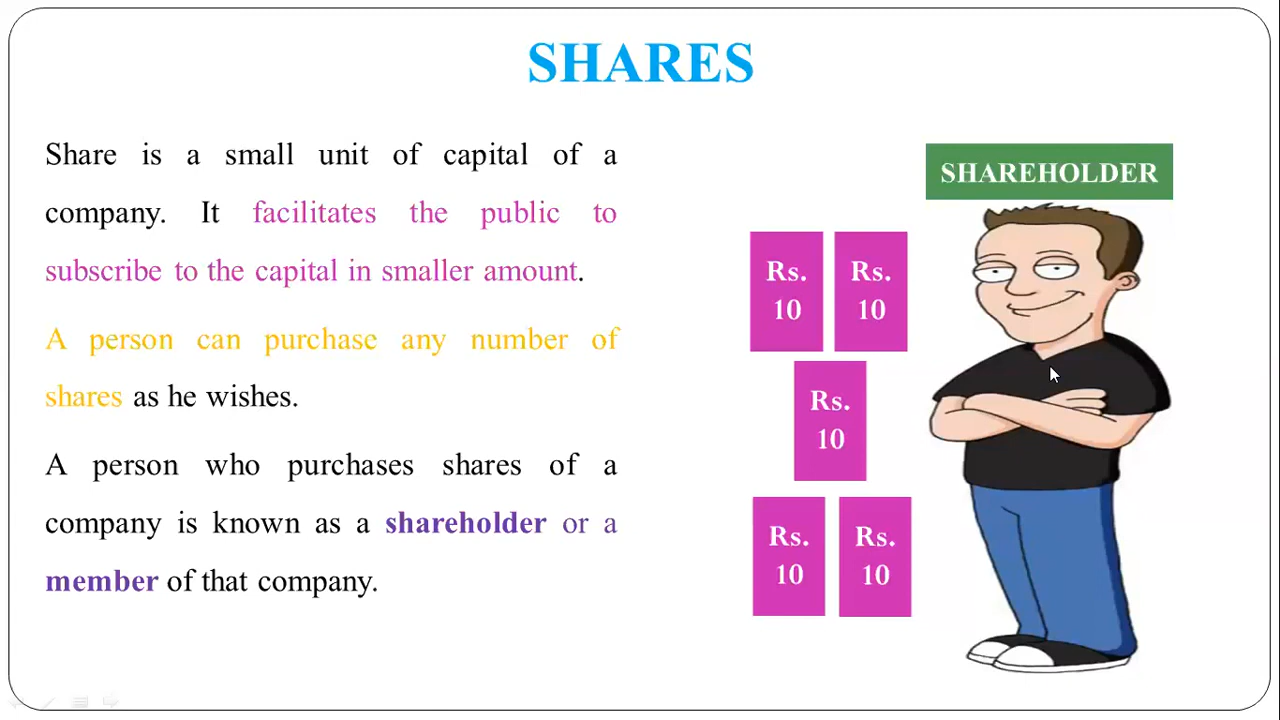 SHARES
Share is a small unit of capital of a
company. It facilitates the public to
subscribe to the capital in smaller amount.
A person can purchase any number of
shares as he wishes.
A person who purchases shares of a
company is known as a shareholder or a
member of that company.
SHAREHOLDER
Rs.
10
Rs.
10
Rs.
10
Rs.
10
Rs.
10